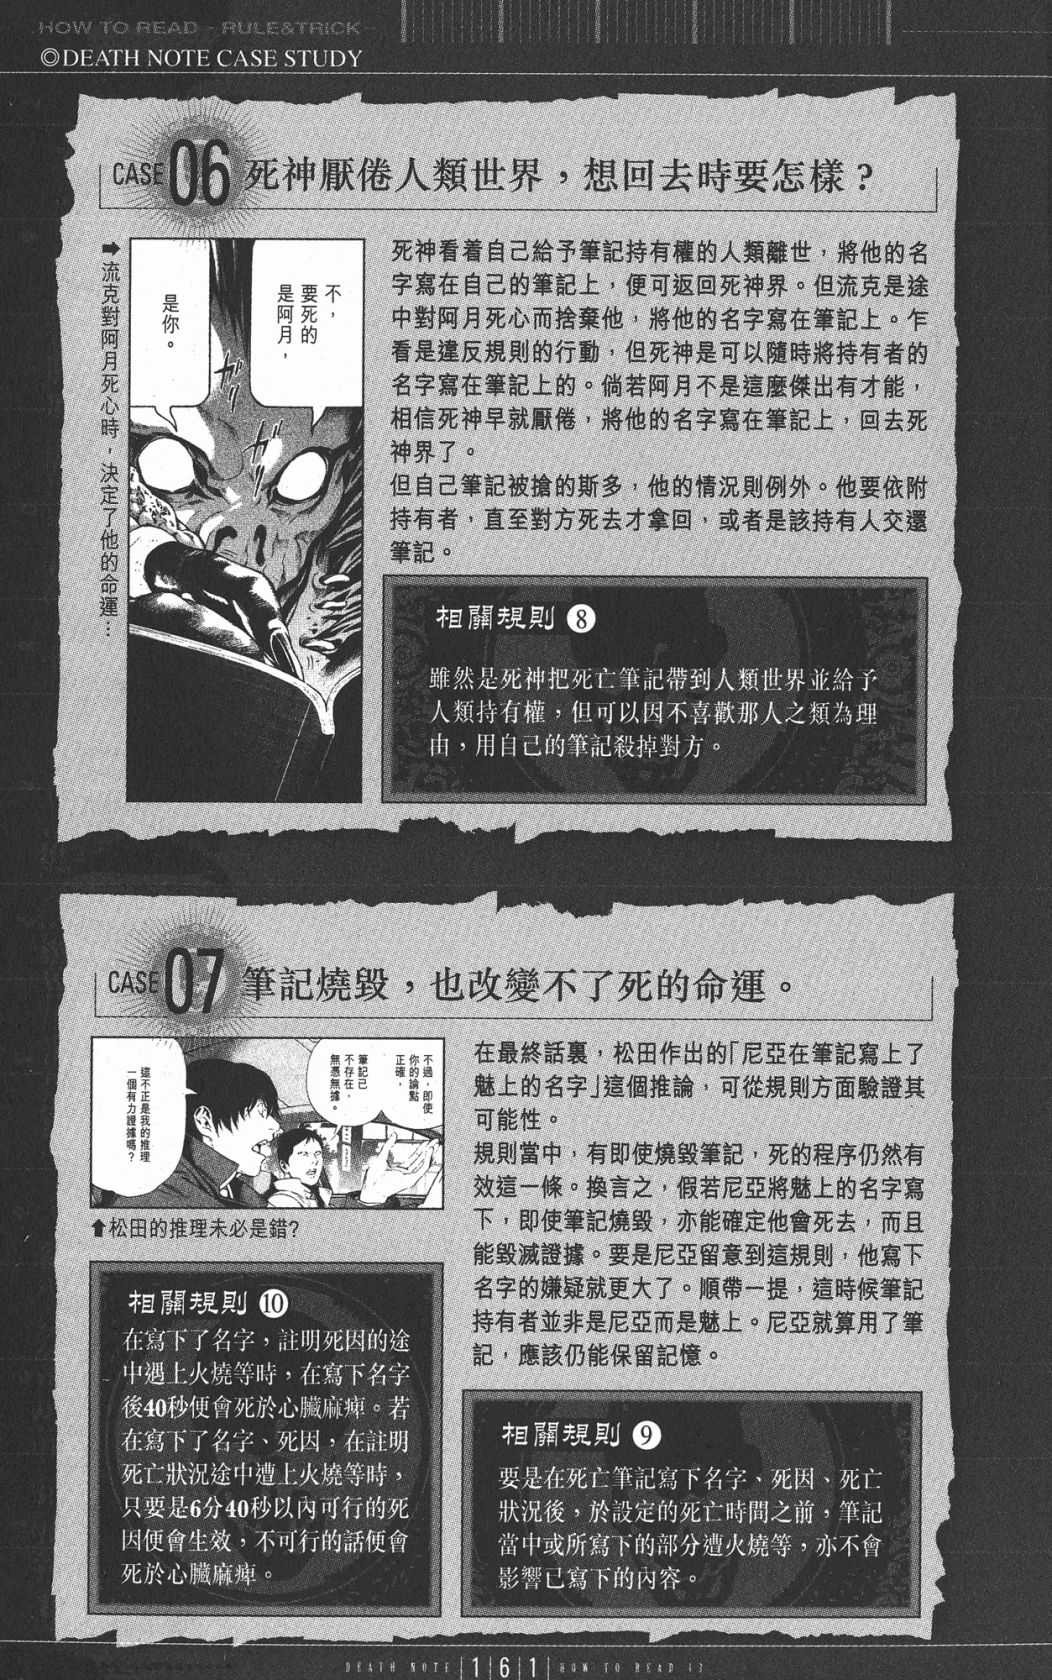 HOW TO READ - RULE&TRICK
◎DEATH NOTE CASE STUDY
CASE 06 死神厭倦人類世界，想回去時要怎樣？
不，
要死的
是阿月，
是你。
➡流克對阿月死心時，決定了他的命運…
死神看着自己給予筆記持有權的人類離世，將他的名
字寫在自己的筆記上，便可返回死神界。但流克是途
中對阿月死心而捨棄他，將他的名字寫在筆記上。乍
看是違反規則的行動，但死神是可以隨時將持有者的
名字寫在筆記上的。倘若阿月不是這麼傑出有才能，
相信死神早就厭倦，將他的名字寫在筆記上，回去死
神界了。
但自己筆記被搶的斯多，他的情況則例外。他要依附
持有者，直至對方死去才拿回，或者是該持有人交還
筆記。
相關規則 8
雖然是死神把死亡筆記帶到人類世界並給予
人類持有權，但可以因不喜歡那人之類為理
由，用自己的筆記殺掉對方。
CASE 07 筆記燒毀，也改變不了死的命運。
不過，即使
你的論點
正確，
筆記已
不存在，
無憑無據。
這不正是我的推理
一個有力證據嗎？
⬆松田的推理未必是錯?
在最終話裏，松田作出的「尼亞在筆記寫上了
魅上的名字」這個推論，可從規則方面驗證其
可能性。
規則當中，有即使燒毀筆記，死的程序仍然有
效這一條。換言之，假若尼亞將魅上的名字寫
下，即使筆記燒毀，亦能確定他會死去，而且
能毀滅證據。要是尼亞留意到這規則，他寫下
名字的嫌疑就更大了。順帶一提，這時候筆記
持有者並非是尼亞而是魅上。尼亞就算用了筆
記，應該仍能保留記憶。
相關規則 10
在寫下了名字，註明死因的途
中遇上火燒等時，在寫下名字
後40秒便會死於心臟麻痺。若
在寫下了名字、死因，在註明
死亡狀況途中遭上火燒等時，
只要是6分40秒以內可行的死
因便會生效，不可行的話便會
死於心臟麻痺。
相關規則 9
要是在死亡筆記寫下名字、死因、死亡
狀況後，於設定的死亡時間之前，筆記
當中或所寫下的部分遭火燒等，亦不會
影響已寫下的內容。
DEATH NOTE 161 HOW TO READ 13